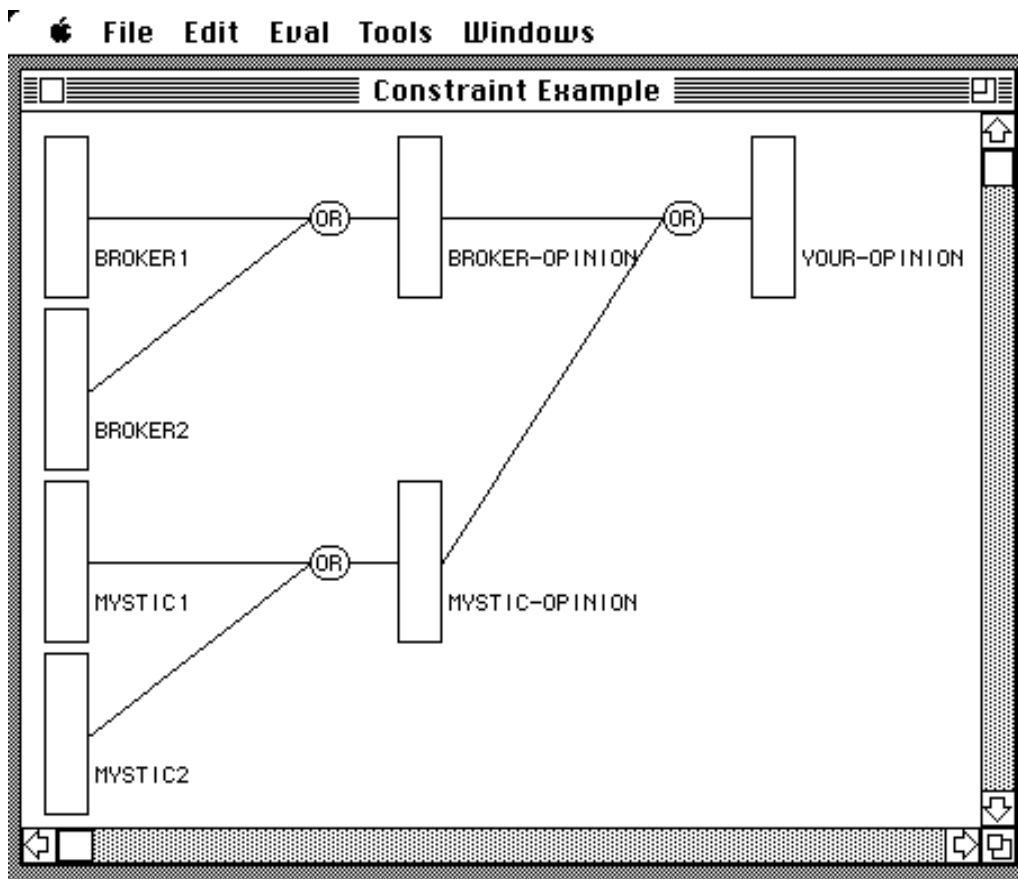 File Edit Eval Tools Windows
Constraint Example
OR OR
BROKER1 BROKER-OPINION YOUR-OPINION
BROKER2
OR
MYSTIC1 MYSTIC-OPINION
MYSTIC2